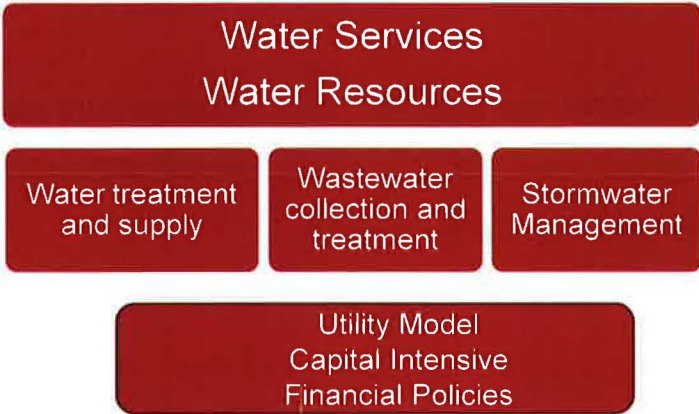 Water Services
Water Resources
Water treatment
and supply
Wastewater
collection and
treatment
Stormwater
Management
Utility Model
Capital Intensive
Financial Policies